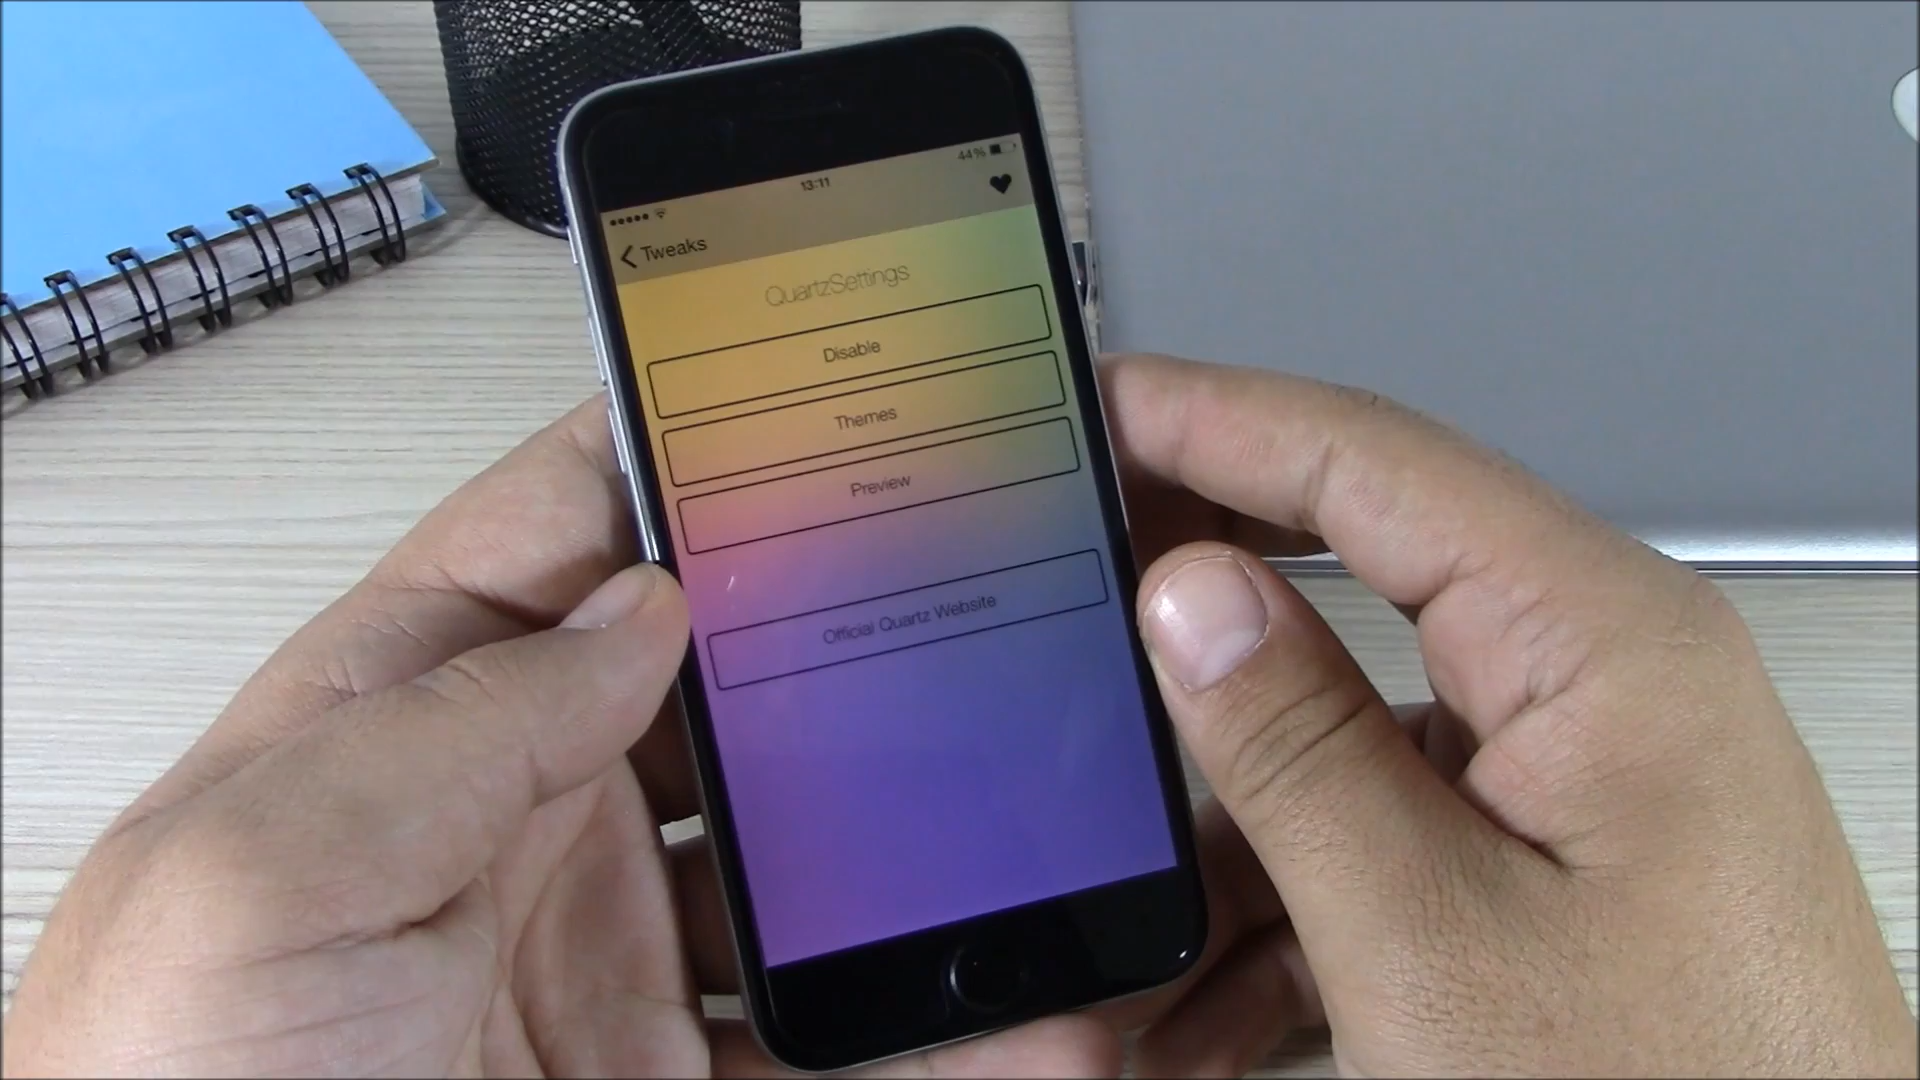 13:11
44%
Tweaks
QuartzSettings
Disable
Themes
Preview
Official Quartz Website